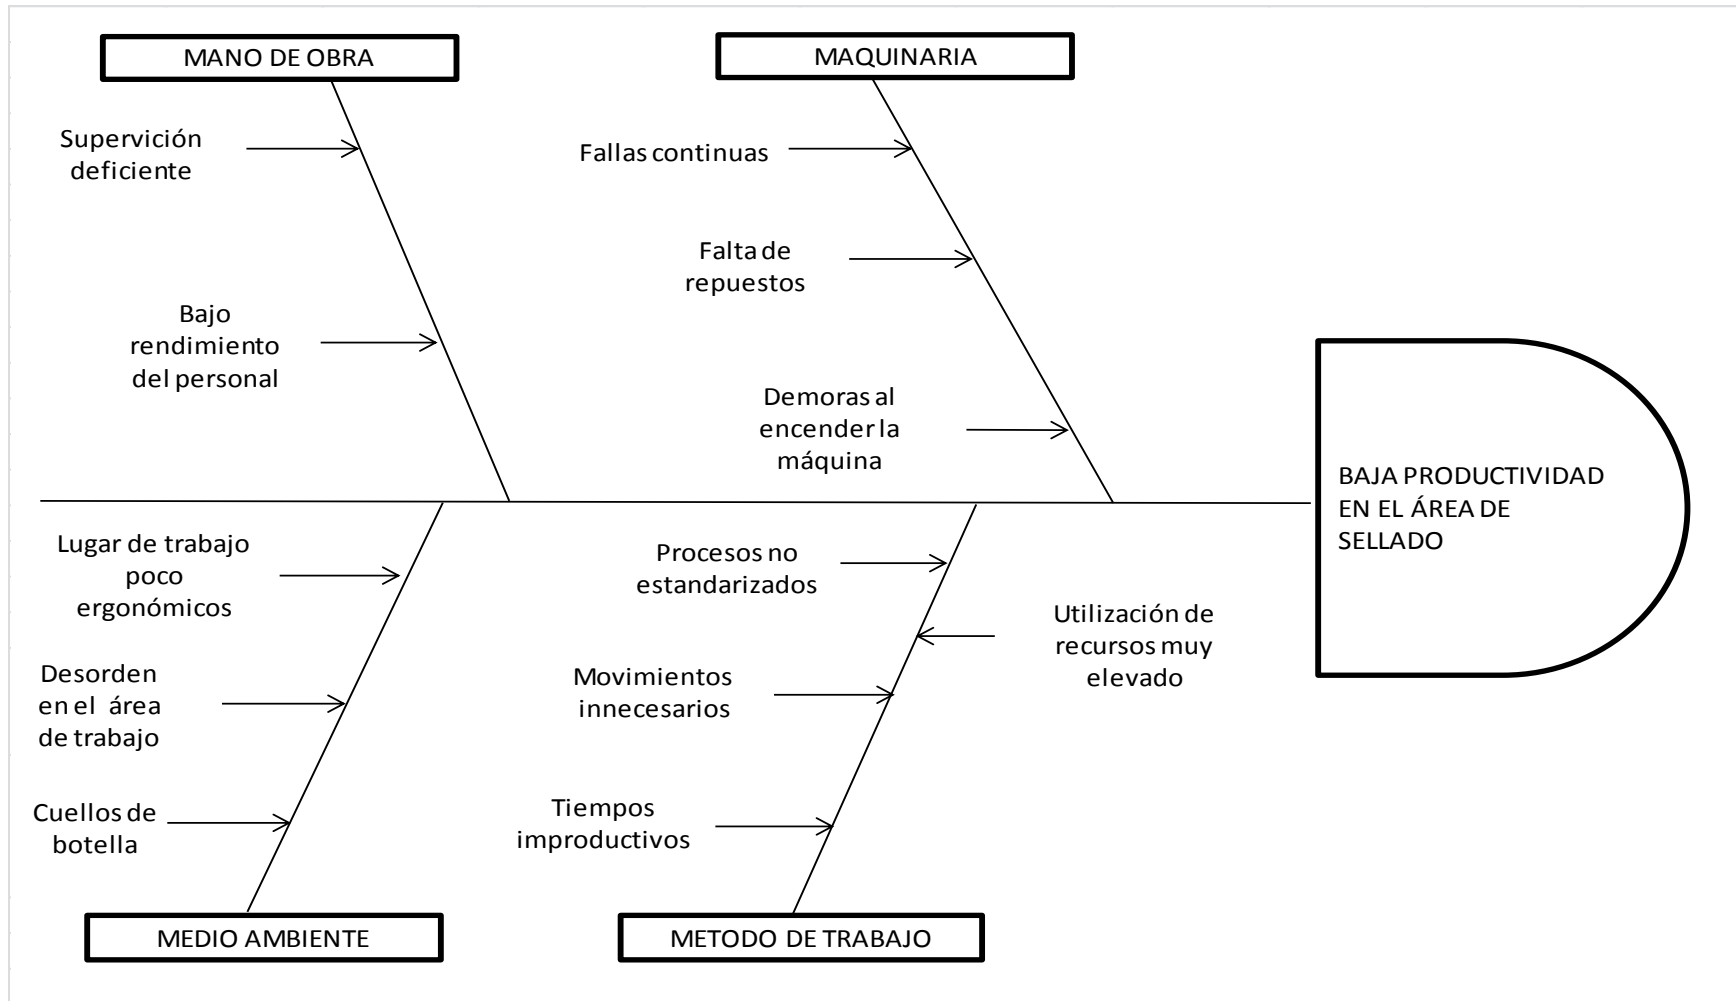 MANO DE OBRA
MAQUINARIA
Supervición
deficiente
Fallas continuas
Falta de
repuestos
Bajo
rendimiento
del personal
Demoras al
encender la
máquina
BAJA PRODUCTIVIDAD
EN EL ÁREA DE
SELLADO
Lugar de trabajo
poco
ergonómicos
Procesos no
estandarizados
Utilización de
recursos muy
elevado
Desorden
en el área
de trabajo
Movimientos
innecesarios
Cuellos de
botella
Tiempos
improductivos
MEDIO AMBIENTE
METODO DE TRABAJO